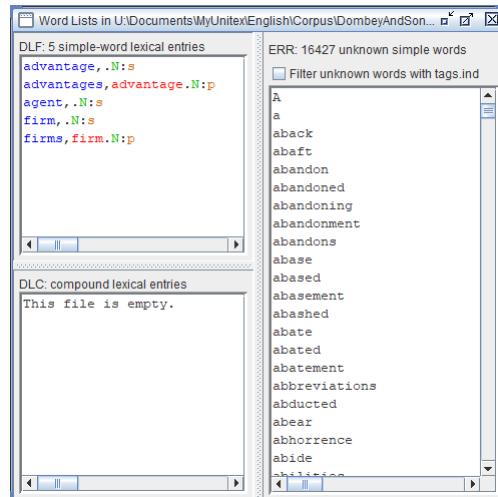 Word Lists in U:\Documents\MyUnitex\English\Corpus\DombeyAndSon...
DLF: 5 simple-word lexical entries
advantage,.N:s
advantages,advantage.N:p
agent,.N:s
firm,.N:s
firms,firm.N:p
DLC: compound lexical entries
This file is empty.
ERR: 16427 unknown simple words
Filter unknown words with tags.ind
A
a
aback
abaft
abandon
abandoned
abandoning
abandonment
abandons
abase
abased
abasement
abashed
abate
abated
abatement
abbreviations
abducted
abear
abhorrence
abide
abilities